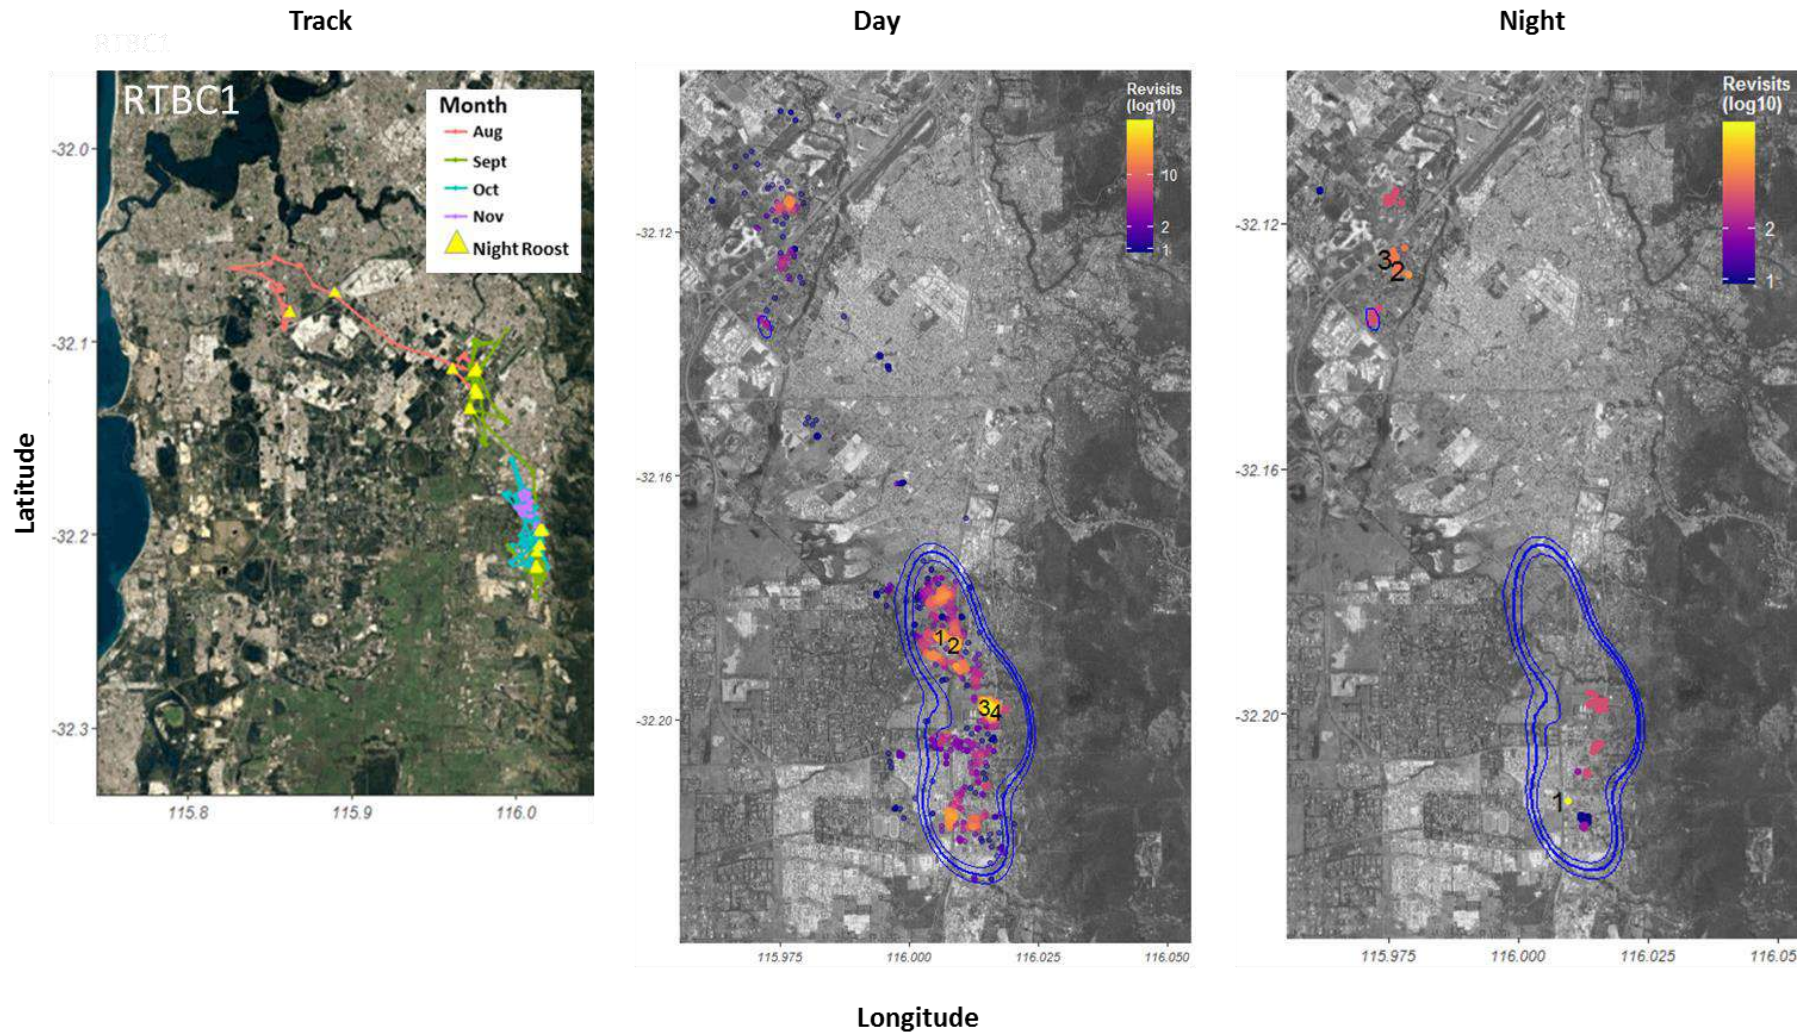 Track
Day
Night
RTBC1
RTBC1
Month
Aug
Sept
Oct
Nov
Night Roost
-32.0
-32.1
-32.2
-32.3
115.8
115.9
116.0
Latitude
Revisits
(log10)
10
2
1
-32.12
-32.16
-32.20
1
2
3
4
115.975
116.000
116.025
116.050
Revisits
(log10)
2
1
-32.12
-32.16
-32.20
3
2
1
115.975
116.000
116.025
116.05
Longitude